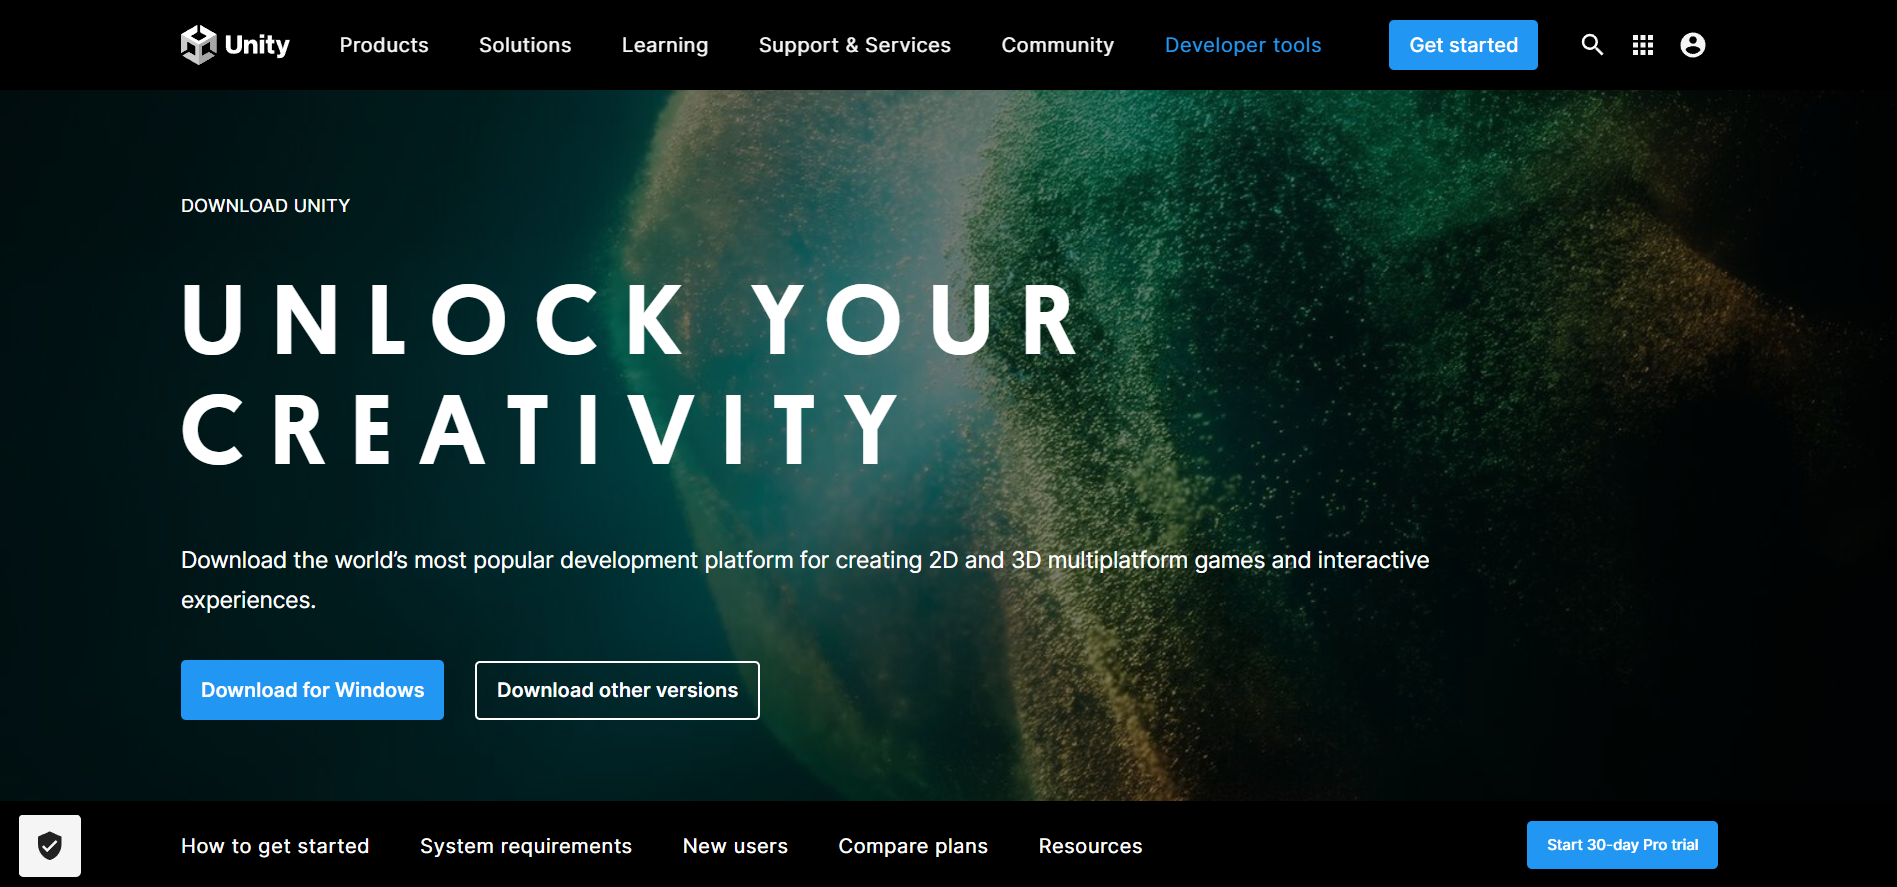 Unity
Products
Solutions
Learning
Support & Services
Community
Developer tools
Get started
DOWNLOAD UNITY
UNLOCK YOUR
CREATIVITY
Download the world’s most popular development platform for creating 2D and 3D multiplatform games and interactive
experiences.
Download for Windows
Download other versions
How to get started
System requirements
New users
Compare plans
Resources
Start 30-day Pro trial